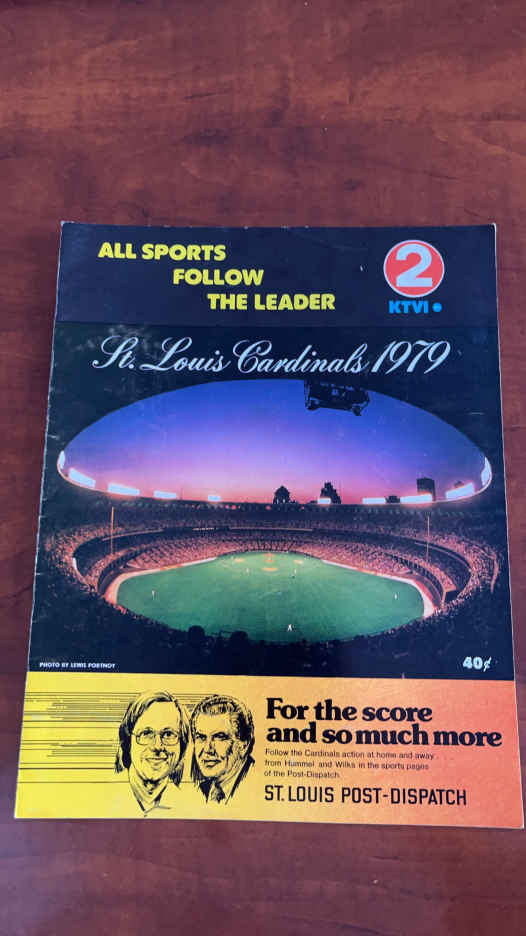 ALL SPORTS
FOLLOW
THE LEADER
2
KTVI
St. Louis Cardinals 1979
PHOTO BY LEWIS PORTNOY
40¢
For the score
and so much more
Follow the Cardinals action at home and away
from Hummel and Wilks in the sports pages
of the Post-Dispatch.
ST. LOUIS POST-DISPATCH